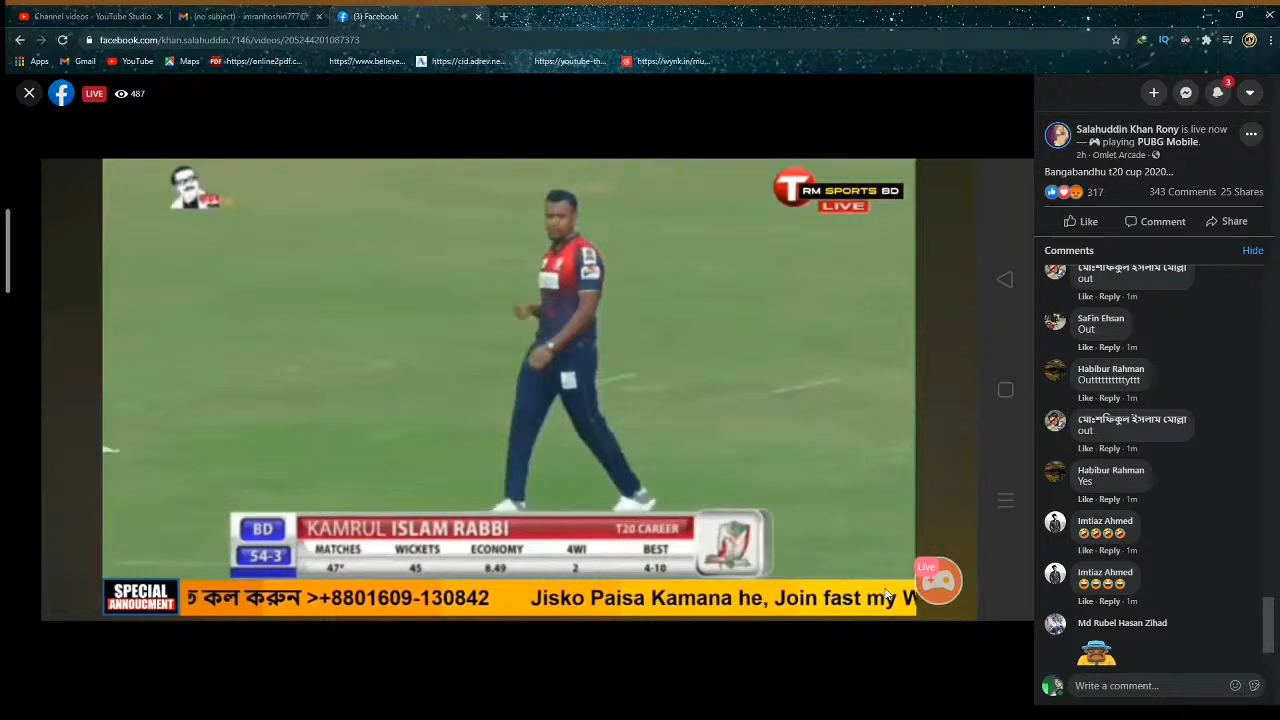 Channel videos - YouTube Studio
(no subject) - imranhoshin777@
(3) Facebook
facebook.com/khan.salahuddin.7146/videos/205244201087373
Apps
Gmail
YouTube
Maps
https://online2pdf.c...
https://www.believe...
https://cid.adrev.ne...
https://youtube-th...
https://wynk.in/mu...
LIVE
487
3
Salahuddin Khan Rony is live now
— playing PUBG Mobile.
2h · Omlet Arcade ·
Bangabandhu t20 cup 2020...
317
343 Comments 25 Shares
Like
Comment
Share
Comments
Hide
মোঃশফিকুল ইসলাম মোল্লা
out
Like · Reply · 1m
SaFin Ehsan
Out
Like · Reply · 1m
Habibur Rahman
Outttttttttttyttt
Like · Reply · 1m
মোঃশফিকুল ইসলাম মোল্লা
out
Like · Reply · 1m
Habibur Rahman
Yes
Like · Reply · 1m
Imtiaz Ahmed
🤣🤣🤣🤣
Like · Reply · 1m
Imtiaz Ahmed
😂😂😂😂
Like · Reply · 1m
Md Rubel Hasan Zihad
Write a comment...
T RM SPORTS BD
LIVE
BD
54-3
KAMRUL ISLAM RABBI
T20 CAREER
MATCHES WICKETS ECONOMY 4WI BEST
47* 45 8.49 2 4-10
SPECIAL
ANNOUCMENT
কল করুন >+8801609-130842 Jisko Paisa Kamana he, Join fast my W
Live